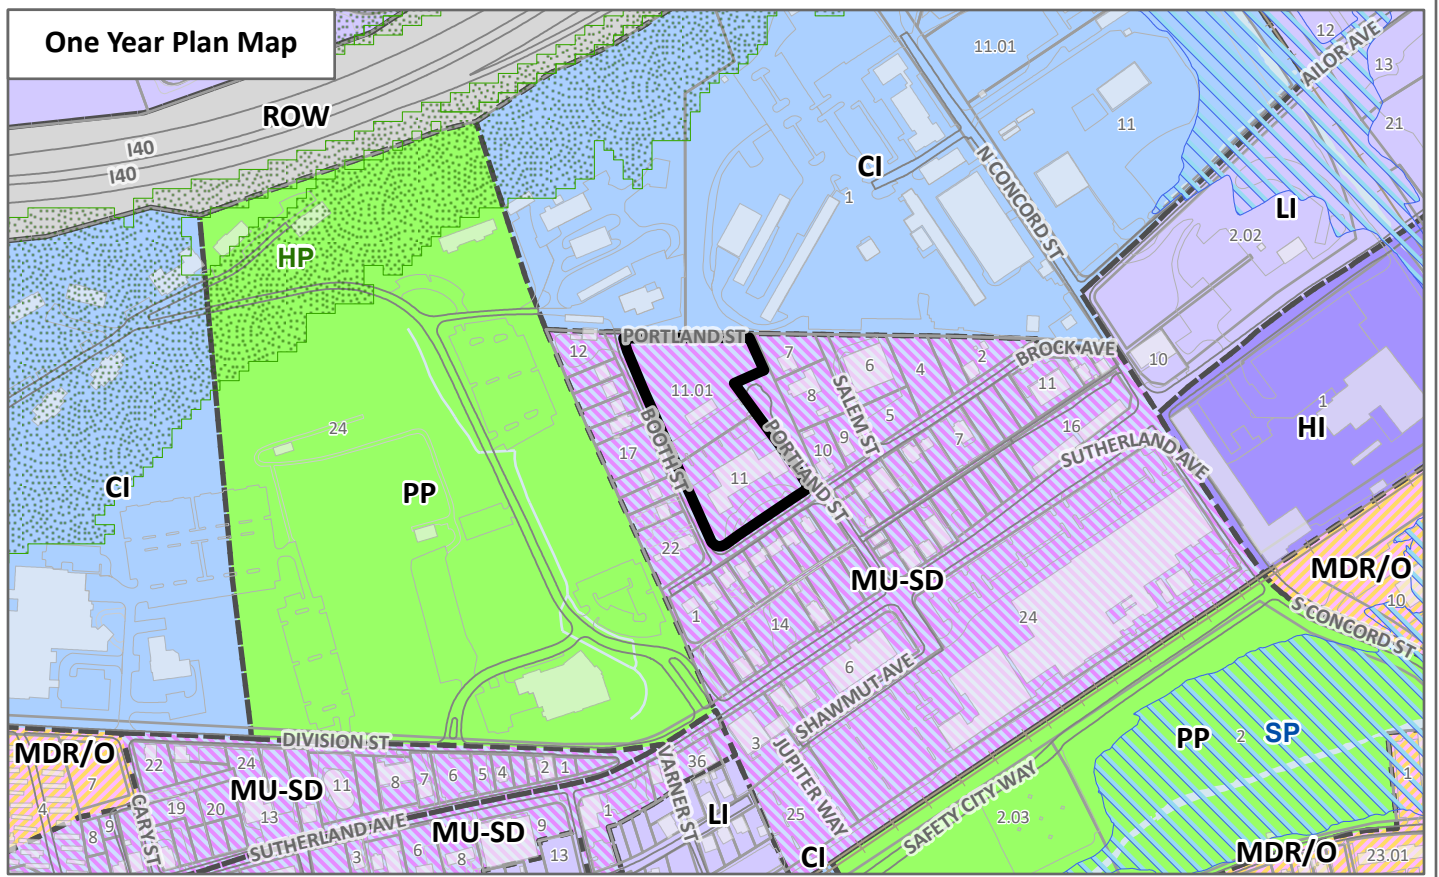 One Year Plan Map
ROW
I40
I40
HP
CI
PP
24
CI
1
11.01
11
N CONCORD ST
12
AILOR AVE
13
21
LI
2.02
10
1
HI
PORTLAND ST
12
11.01
7
6
4
2
BROCK AVE
11
8
5
9
10
7
16
SALEM ST
BOOTH ST
PORTLAND ST
17
11
22
SUTHERLAND AVE
MU-SD
1
14
24
6
SHAWMUT AVE
3
JUPITER WAY
25
CI
MDR/O
10
S CONCORD ST
PP
2
SP
1
SAFETY CITY WAY
2.03
MDR/O
23.01
DIVISION ST
MDR/O
7
4
22
24
MU-SD
11
8
7
6
5
4
2
1
36
VARNER ST
LI
8
9
GARY ST
19
20
13
SUTHERLAND AVE
MU-SD
3
6
8
9
13
1